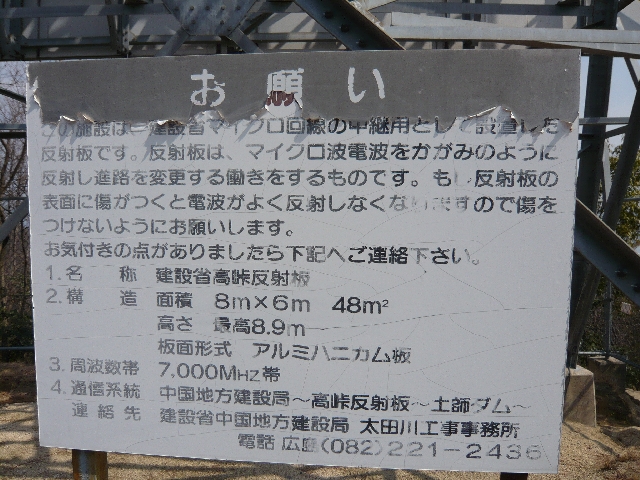 お願い
この施設は、建設省マイクロ回線の中継用として設置した
反射板です。反射板は、マイクロ波電波をかがみのように
反射し進路を変更する働きをするものです。もし反射板の
表面に傷がつくと電波がよく反射しなくなりますので傷を
つけないようにお願いします。
お気付きの点がありましたら下記へご連絡下さい。
1. 名　称　建設省高峠反射板
2. 構　造　面積　8m×6m　48m²
高さ　最高8.9m
板面形式　アルミハニカム板
3. 周波数帯　7,000MHZ帯
4. 通信系統　中国地方建設局～高峠反射板～土師ダム～
連絡先　建設省中国地方建設局　太田川工事事務所
電話　広島(082)221-2436